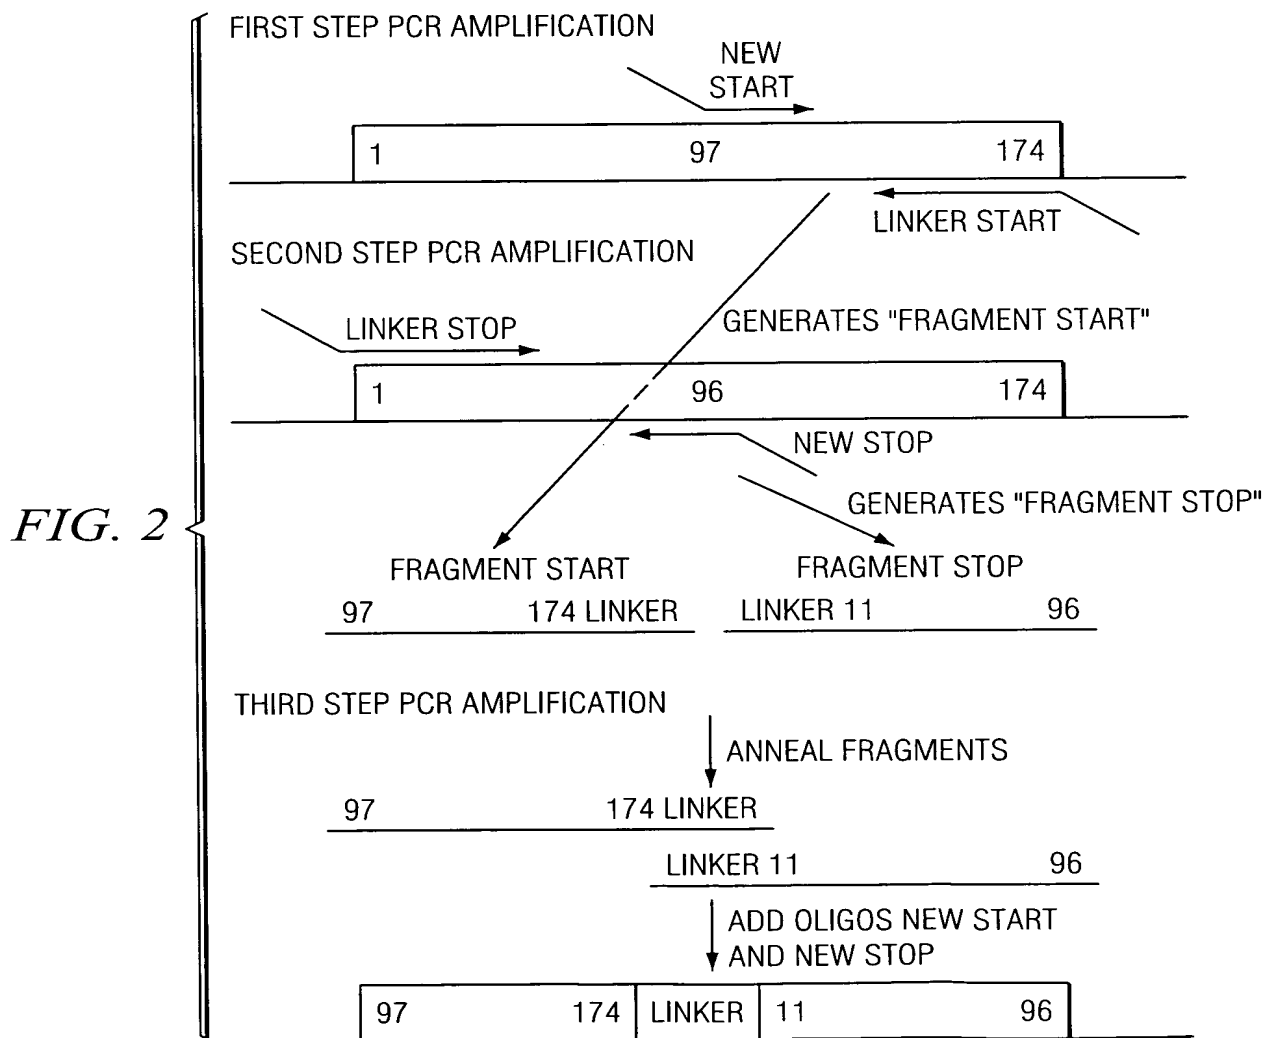 FIRST STEP PCR AMPLIFICATION
NEW
START
1 97 174
LINKER START
SECOND STEP PCR AMPLIFICATION
GENERATES "FRAGMENT START"
LINKER STOP
1 96 174
NEW STOP
GENERATES "FRAGMENT STOP"
FIG. 2
FRAGMENT START FRAGMENT STOP
97 174 LINKER LINKER 11 96
THIRD STEP PCR AMPLIFICATION
ANNEAL FRAGMENTS
97 174 LINKER
LINKER 11 96
ADD OLIGOS NEW START
AND NEW STOP
97 174 LINKER 11 96